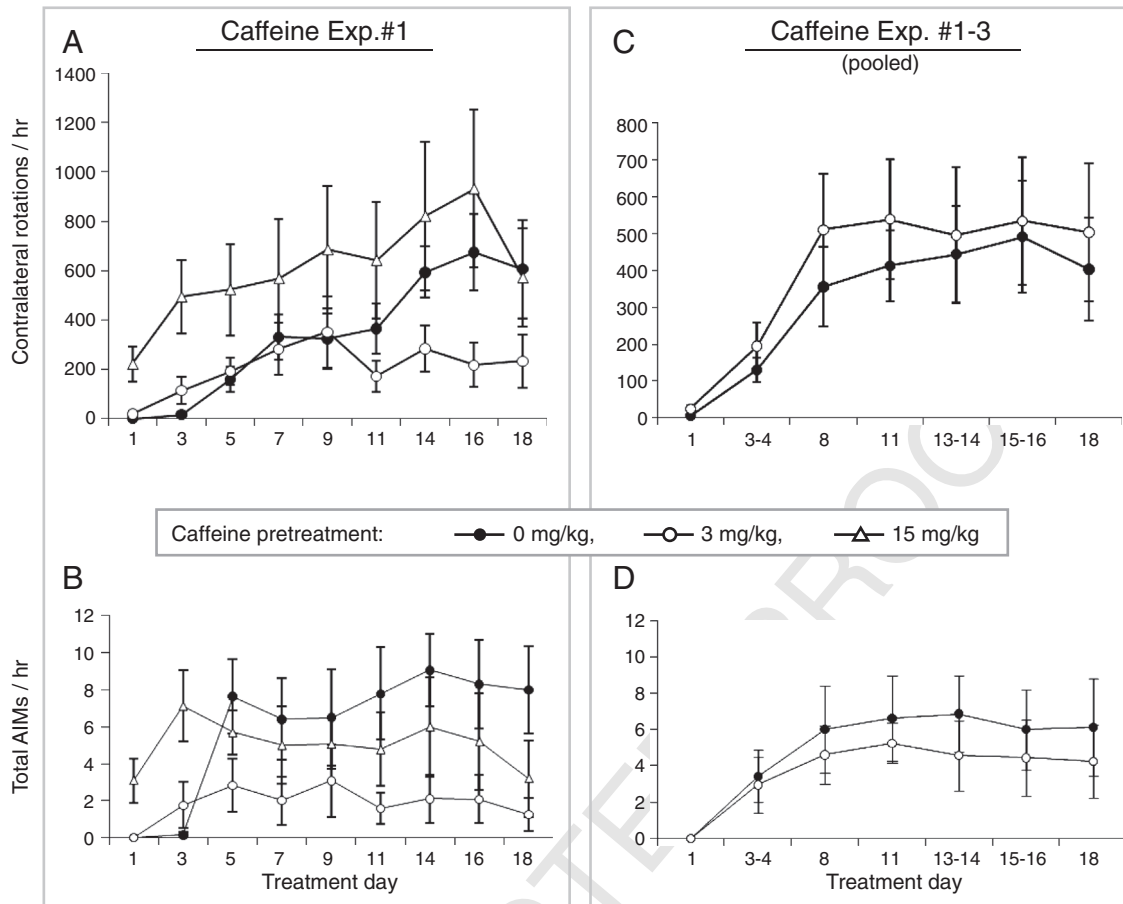 A
Caffeine Exp.#1
Contralateral rotations / hr
1400
1200
1000
800
600
400
200
0
1 3 5 7 9 11 14 16 18
C
Caffeine Exp. #1-3
(pooled)
800
700
600
500
400
300
200
100
0
1 3-4 8 11 13-14 15-16 18
Caffeine pretreatment: 0 mg/kg, 3 mg/kg, 15 mg/kg
B
Total AIMs / hr
12
10
8
6
4
2
0
1 3 5 7 9 11 14 16 18
Treatment day
D
12
10
8
6
4
2
0
1 3-4 8 11 13-14 15-16 18
Treatment day